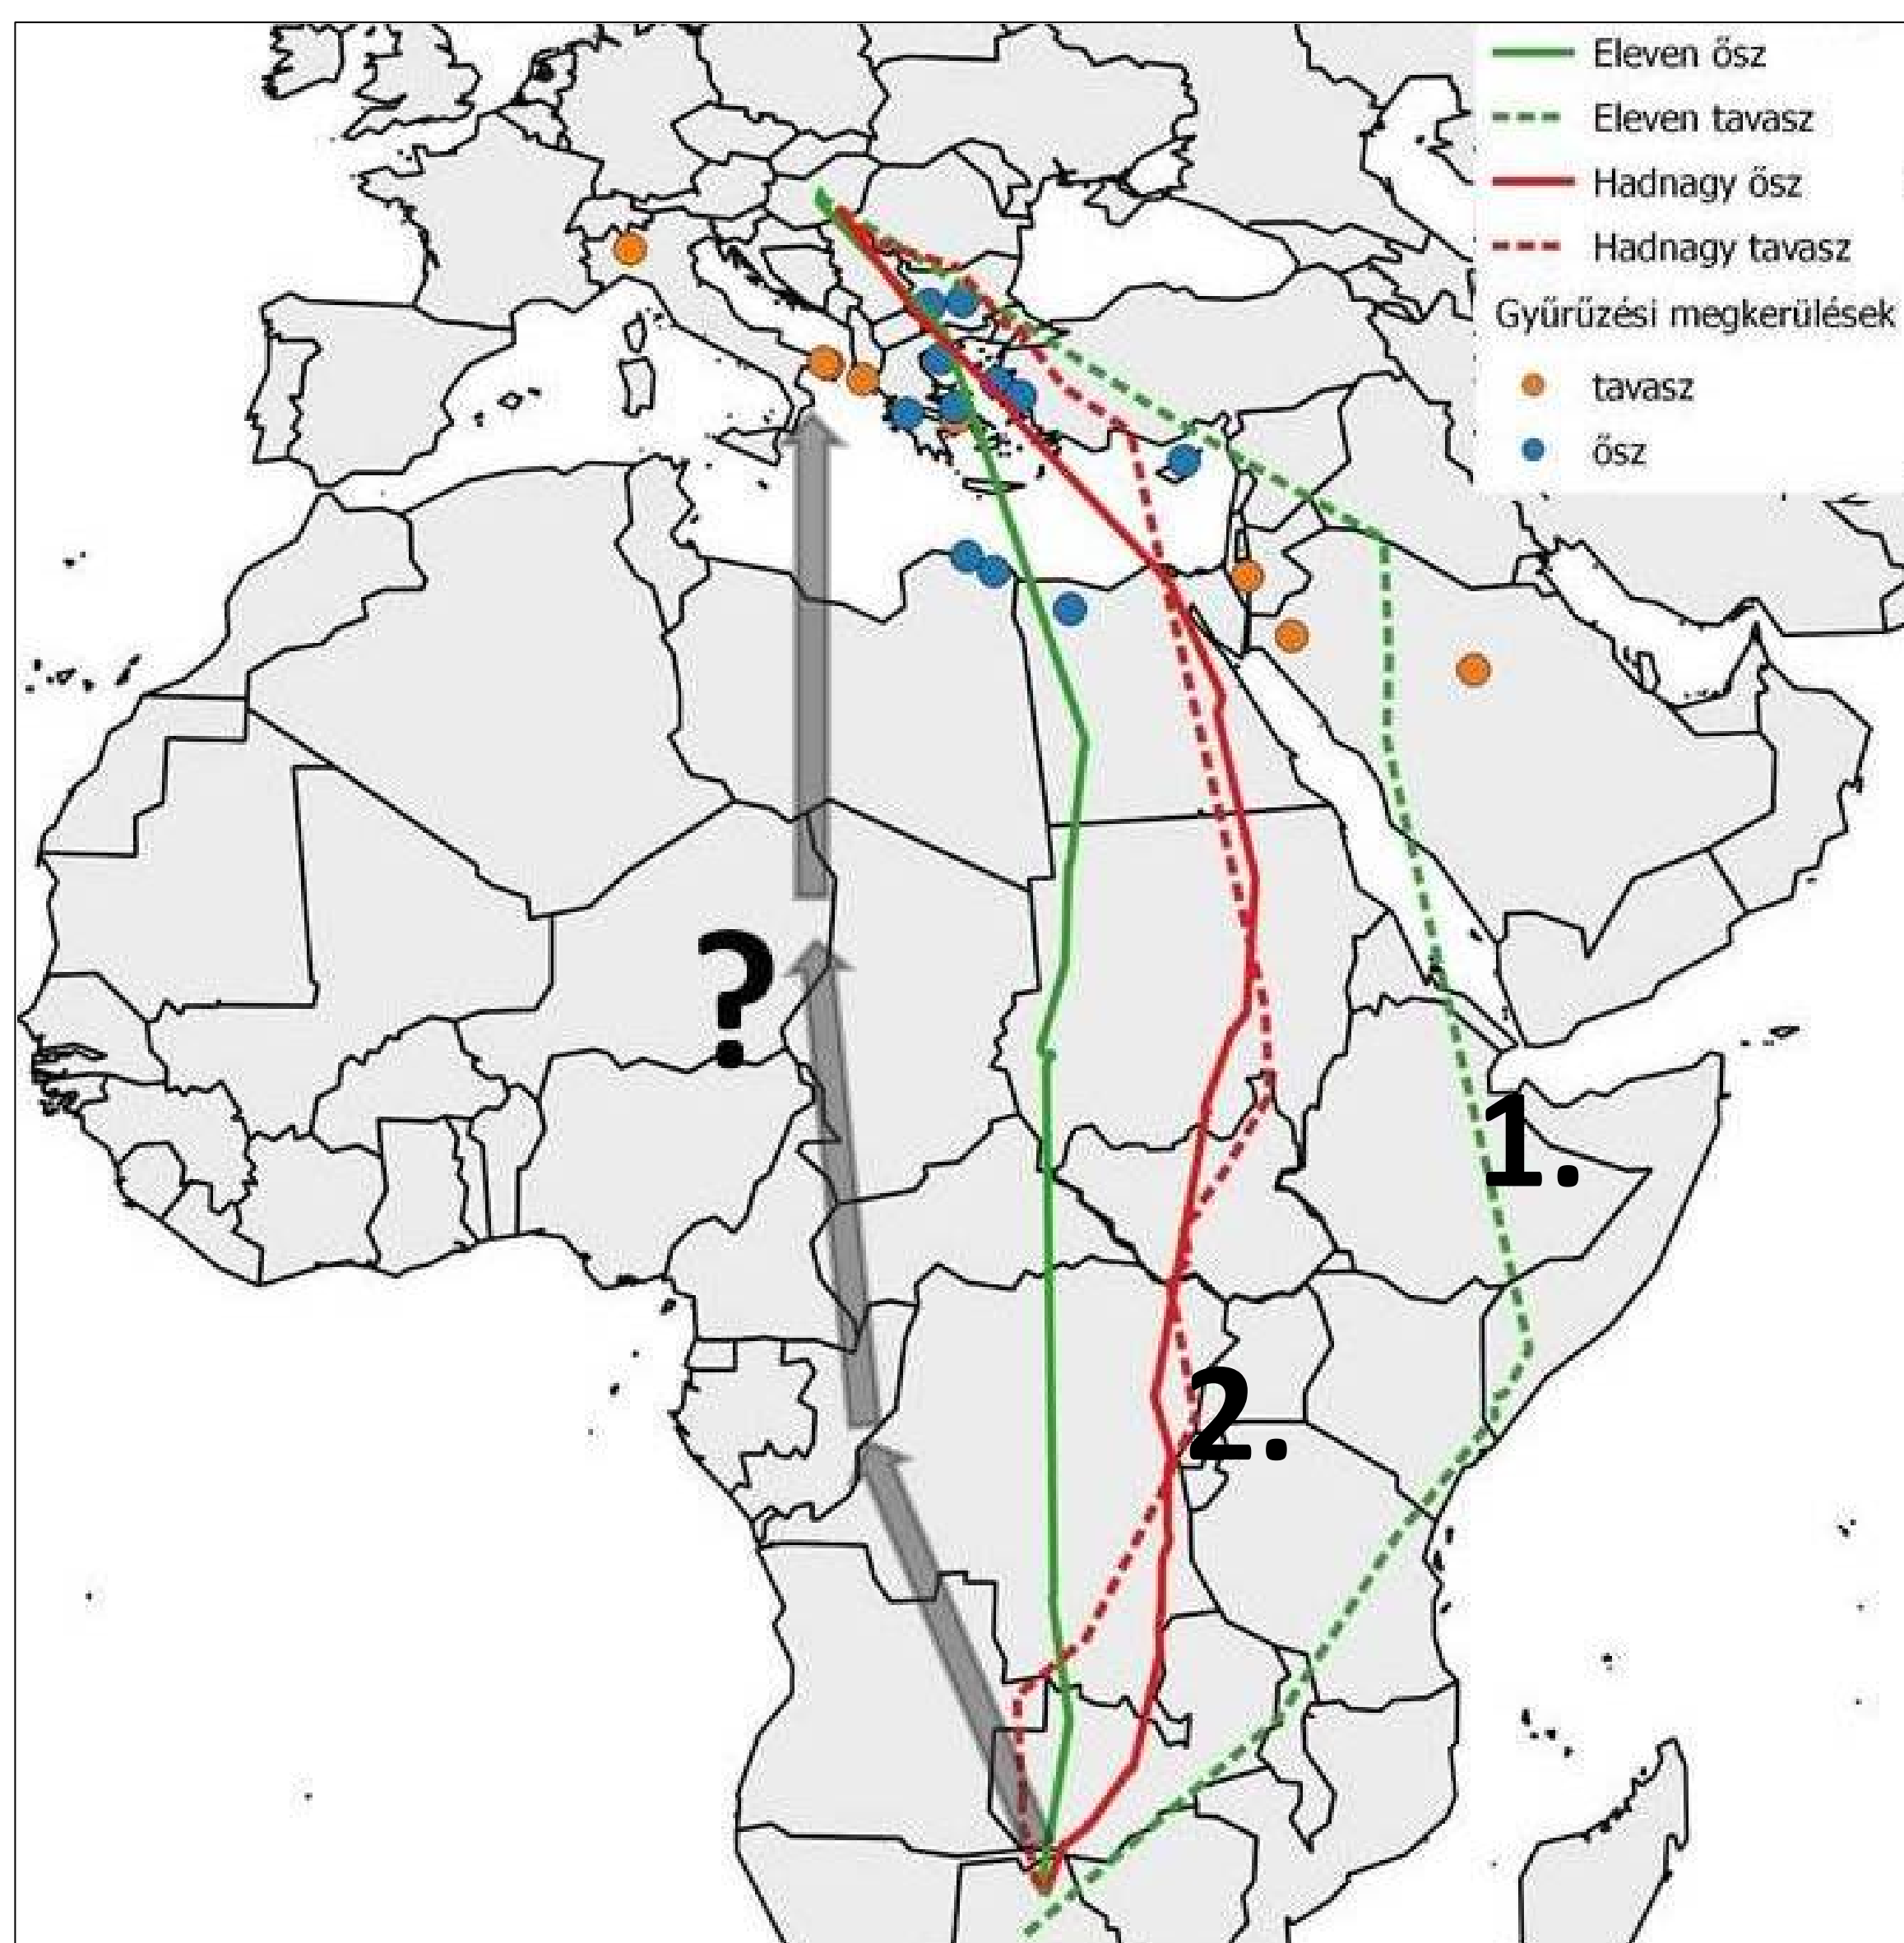 Eleven ősz
Eleven tavasz
Hadnagy ősz
Hadnagy tavasz
Gyűrűzési megkerülések
tavasz
ősz
?
1.
2.